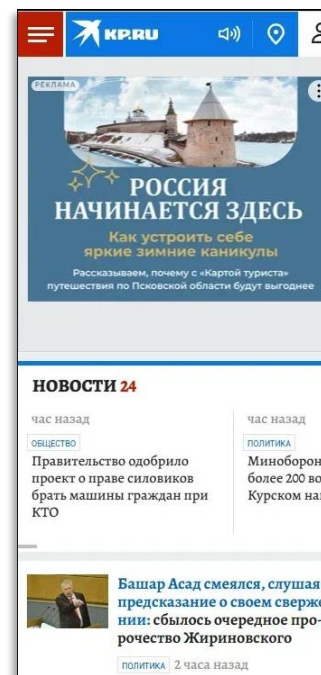 KP.RU
РЕКЛАМА
РОССИЯ
НАЧИНАЕТСЯ ЗДЕСЬ
Как устроить себе
яркие зимние каникулы
Рассказываем, почему с «Картой туриста»
путешествия по Псковской области будут выгоднее
НОВОСТИ 24
час назад
ОБЩЕСТВО
Правительство одобрило
проект о праве силовиков
брать машины граждан при
КТО
час назад
ПОЛИТИКА
Миноборон
более 200 во
Курском на
Башар Асад смеялся, слушая
предсказание о своем сверже
нии: сбылось очередное про-
рочество Жириновского
ПОЛИТИКА 2 часа назад